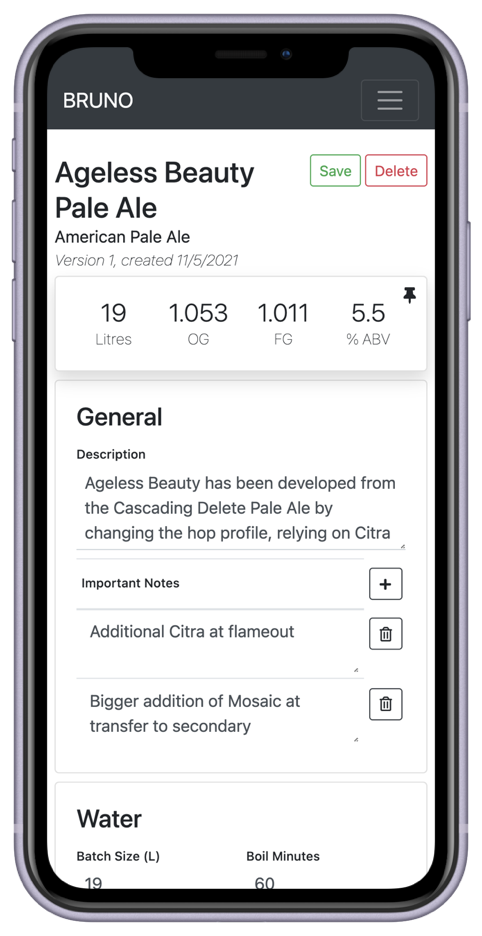 BRUNO
Ageless Beauty
Pale Ale
Save
Delete
American Pale Ale
Version 1, created 11/5/2021
19 1.053 1.011 5.5
Litres OG FG % ABV
General
Description
Ageless Beauty has been developed from
the Cascading Delete Pale Ale by
changing the hop profile, relying on Citra
Important Notes
Additional Citra at flameout
Bigger addition of Mosaic at
transfer to secondary
Water
Batch Size (L) Boil Minutes
19 60